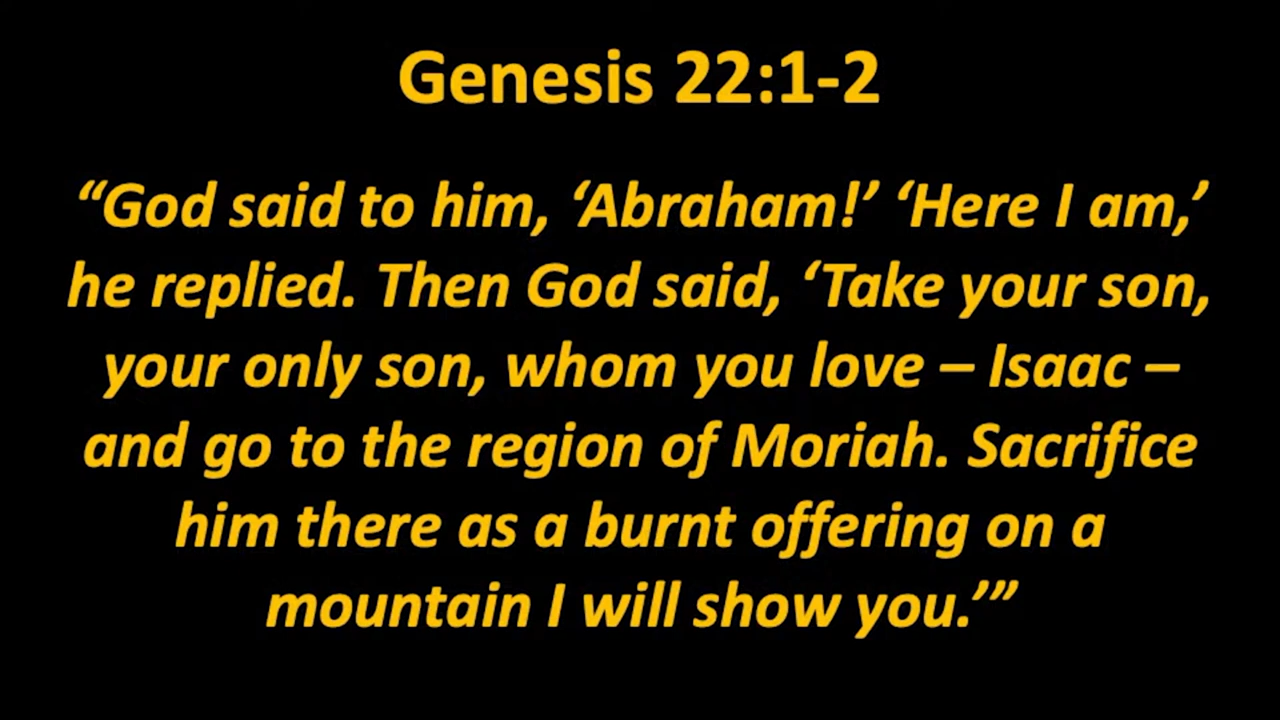 Genesis 22:1-2
“God said to him, ‘Abraham!’ ‘Here I am,’
he replied. Then God said, ‘Take your son,
your only son, whom you love – Isaac –
and go to the region of Moriah. Sacrifice
him there as a burnt offering on a
mountain I will show you.’”